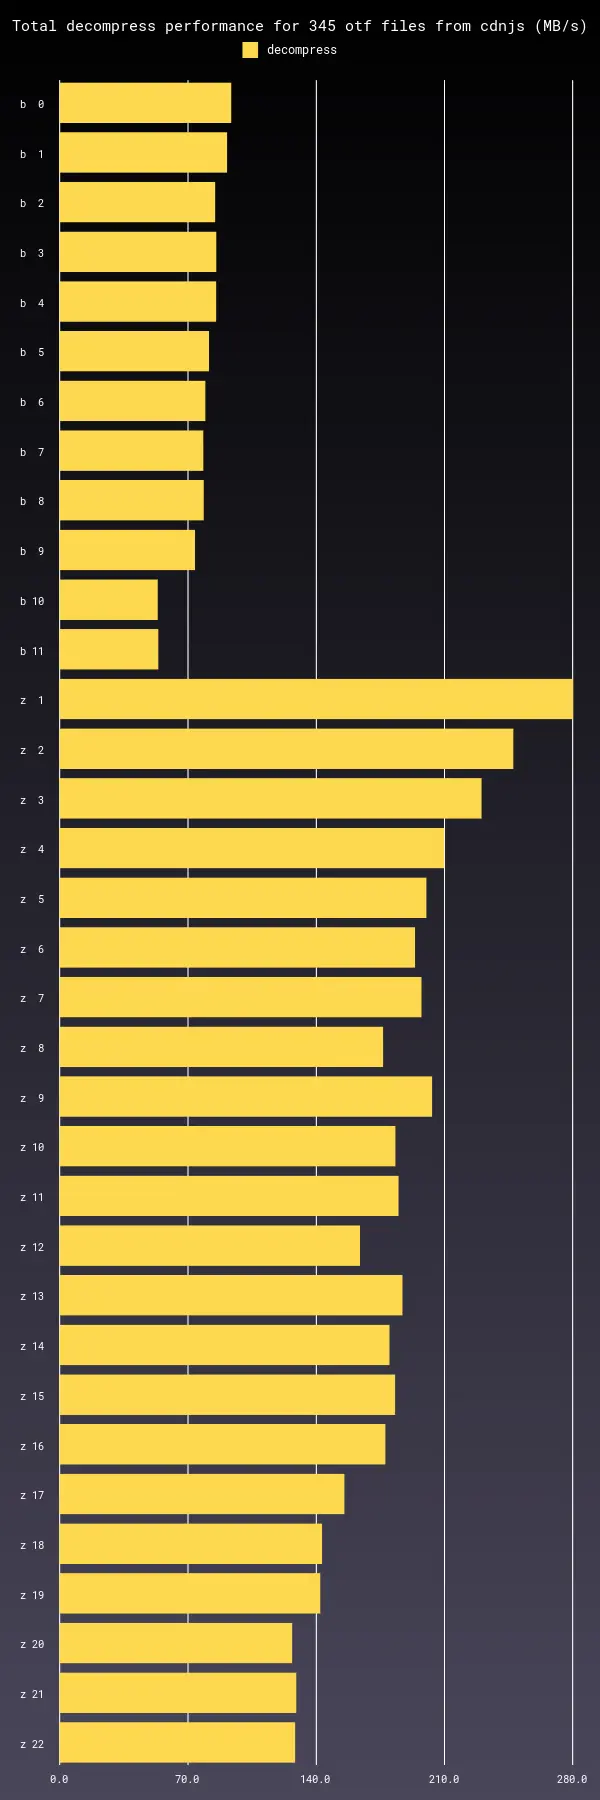 Total decompress performance for 345 otf files from cdnjs (MB/s)
decompress
b 0
b 1
b 2
b 3
b 4
b 5
b 6
b 7
b 8
b 9
b 10
b 11
z 1
z 2
z 3
z 4
z 5
z 6
z 7
z 8
z 9
z 10
z 11
z 12
z 13
z 14
z 15
z 16
z 17
z 18
z 19
z 20
z 21
z 22
0.0 70.0 140.0 210.0 280.0